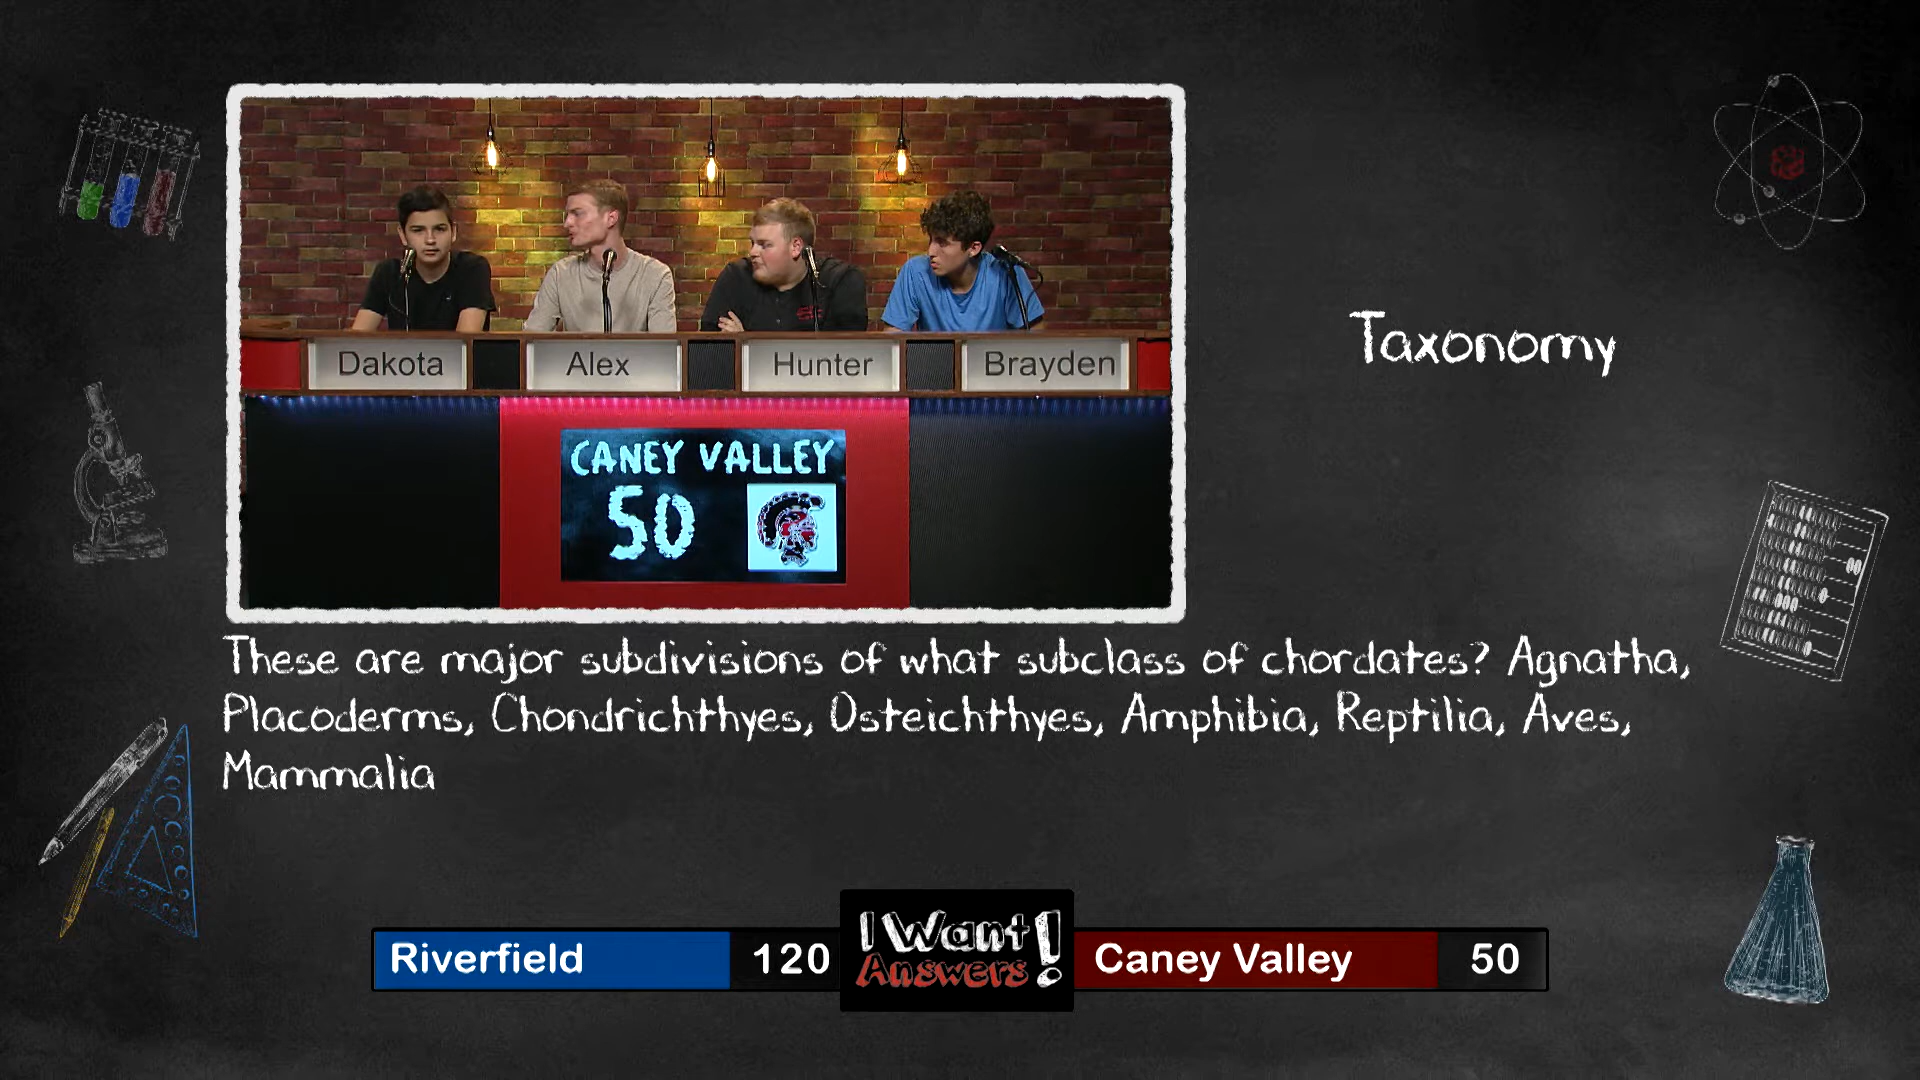 Taxonomy
Dakota
Alex
Hunter
Brayden
CANEY VALLEY
50
These are major subdivisions of what subclass of chordates? Agnatha,
Placoderms, Chondrichthyes, Osteichthyes, Amphibia, Reptilia, Aves,
Mammalia
Riverfield 120
I Want
Answers!
Caney Valley 50